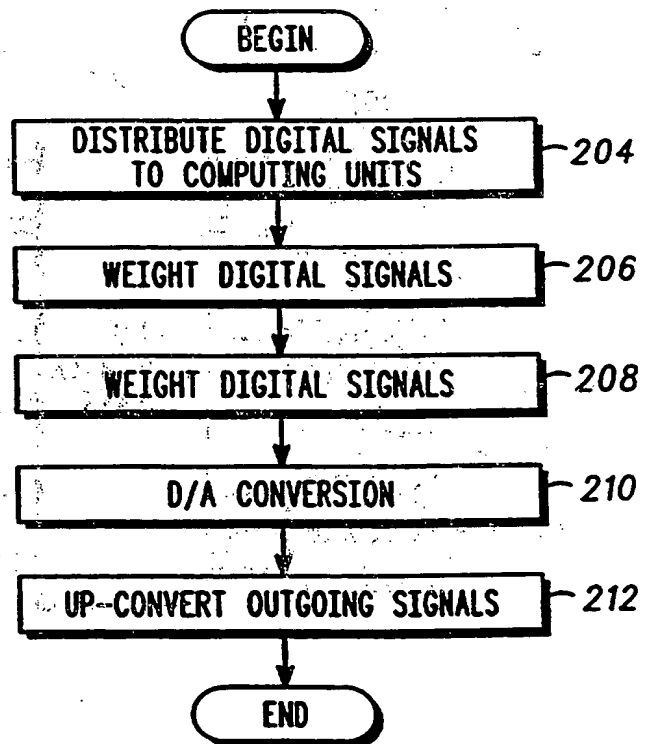 BEGIN
DISTRIBUTE DIGITAL SIGNALS
TO COMPUTING UNITS
204
WEIGHT DIGITAL SIGNALS
206
WEIGHT DIGITAL SIGNALS
208
D/A CONVERSION
210
UP-CONVERT OUTGOING SIGNALS
212
END